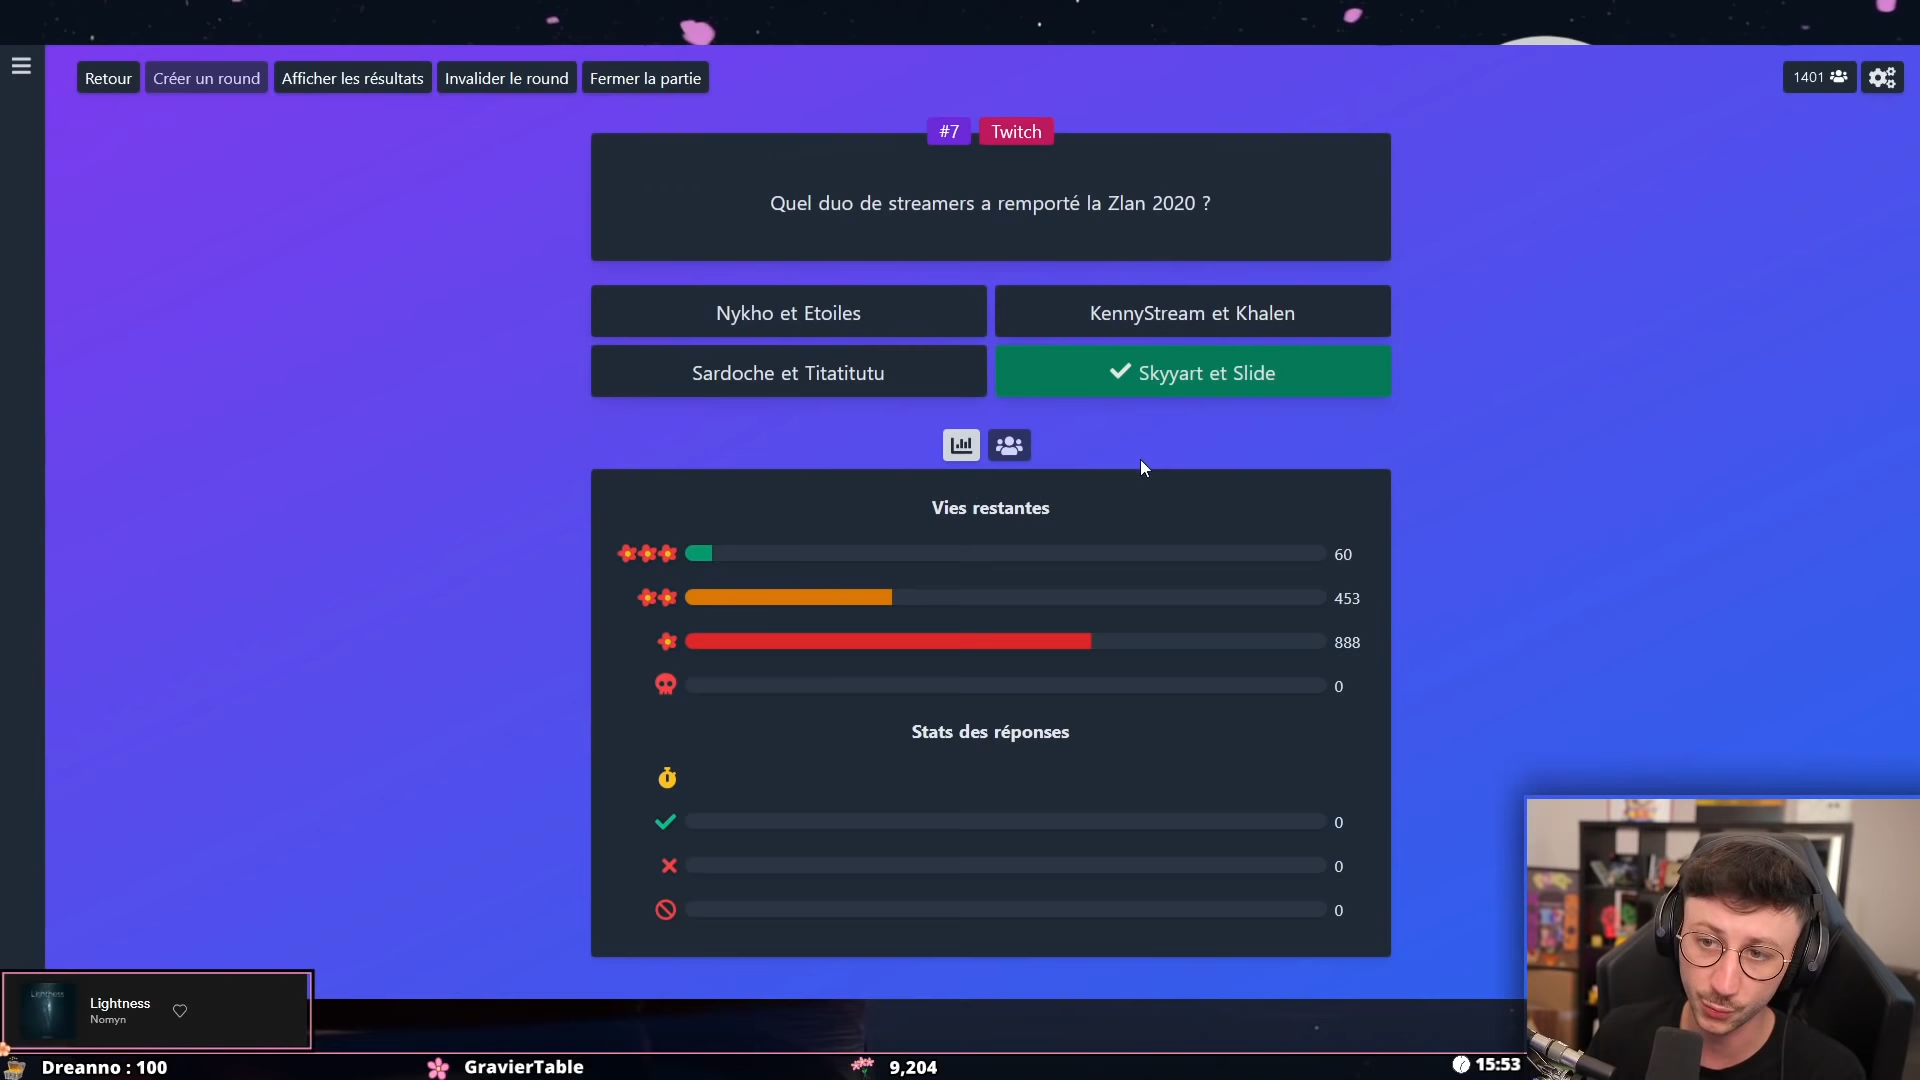 Retour Créer un round Afficher les résultats Invalider le round Fermer la partie 1401
#7 Twitch
Quel duo de streamers a remporté la Zlan 2020 ?
Nykho et Etoiles KennyStream et Khalen
Sardoche et Titatitutu Skyyart et Slide
Vies restantes
60
453
888
0
Stats des réponses
0
0
0
Lightness
Lightness
Nomyn
Dreanno : 100 GravierTable 9,204 15:53